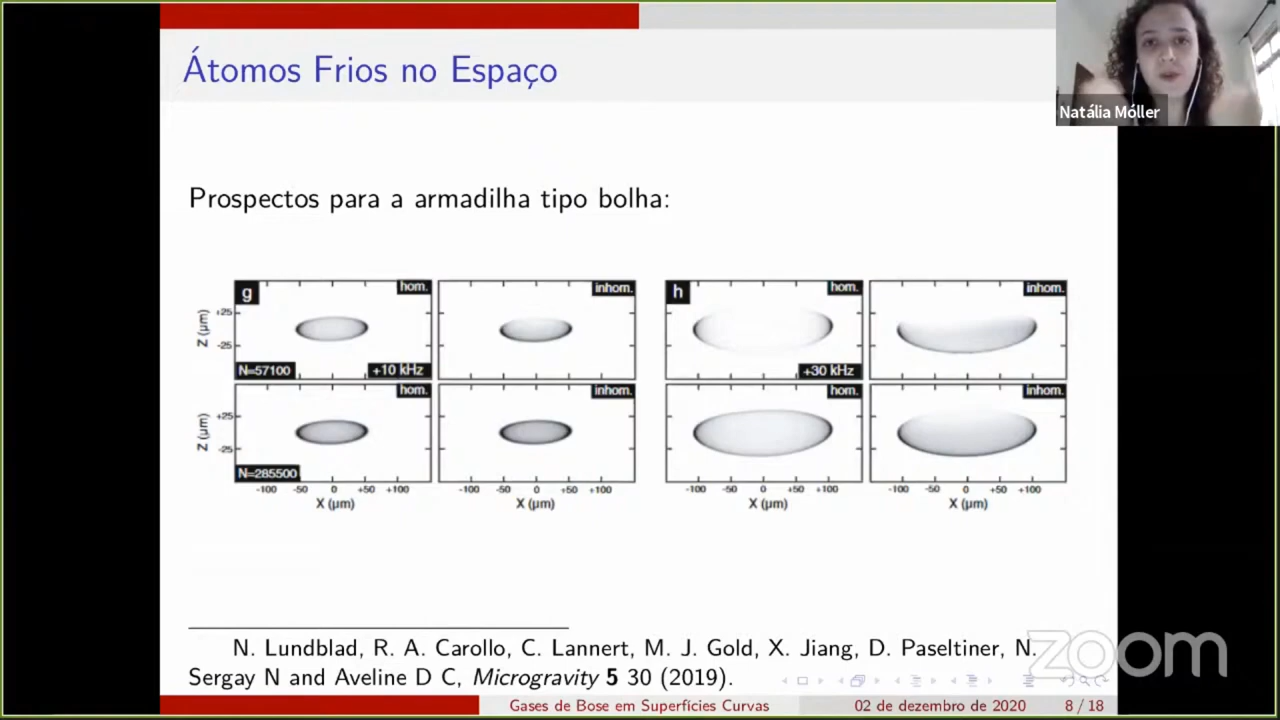 Átomos Frios no Espaço
Natália Móller
Prospectos para a armadilha tipo bolha:
g hom. inhom. h hom. inhom.
Z (μm) +25 -25
N=57100 +10 kHz +30 kHz
hom. inhom. hom. inhom.
Z (μm) +25 -25
N=285500
-100 -50 0 +50 +100 -100 -50 0 +50 +100 -100 -50 0 +50 +100 -100 -50 0 +50 +100
X (μm) X (μm) X (μm) X (μm)
N. Lundblad, R. A. Carollo, C. Lannert, M. J. Gold, X. Jiang, D. Paseltiner, N.
Sergay N and Aveline D C, Microgravity 5 30 (2019).
zoom
Gases de Bose em Superfícies Curvas 02 de dezembro de 2020 8 / 18